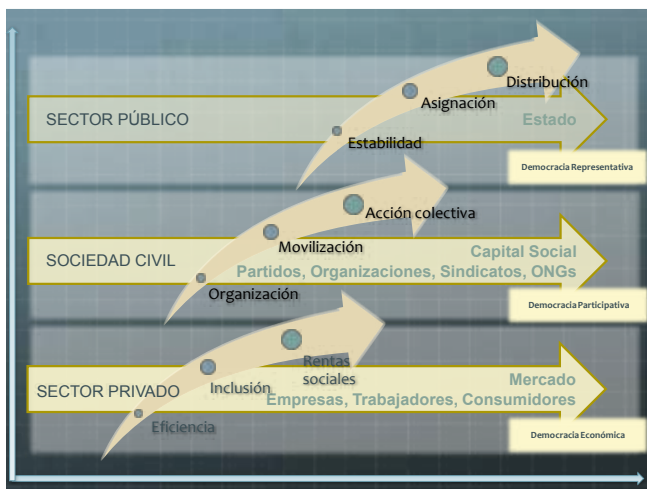 Distribución
Asignación
SECTOR PÚBLICO
Estado
Estabilidad
Democracia Representativa
Acción colectiva
Movilización
SOCIEDAD CIVIL
Capital Social
Partidos, Organizaciones, Sindicatos, ONGs
Organización
Democracia Participativa
Rentas
sociales
Inclusión
SECTOR PRIVADO
Mercado
Empresas, Trabajadores, Consumidores
Eficiencia
Democracia Económica